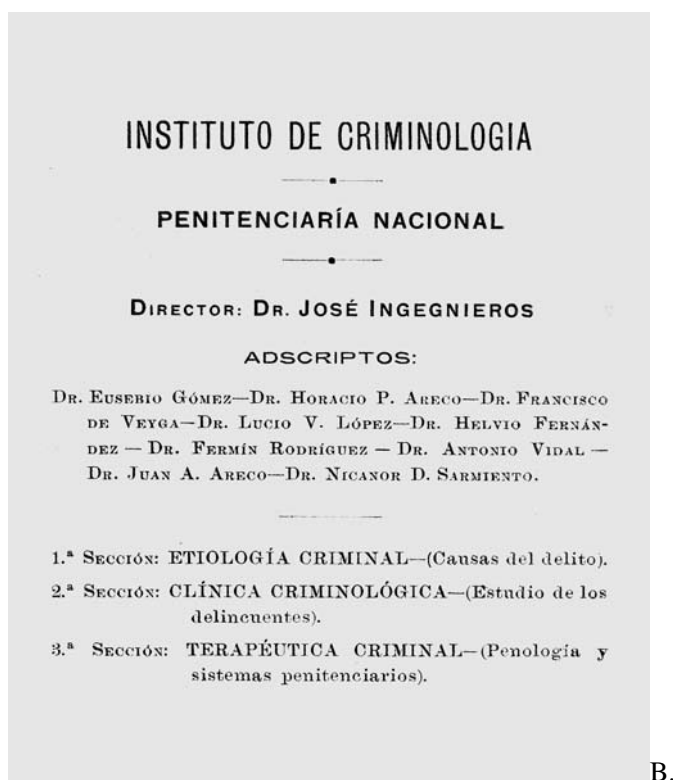 INSTITUTO DE CRIMINOLOGIA
PENITENCIARÍA NACIONAL
DIRECTOR: DR. JOSÉ INGEGNIEROS
ADSCRIPTOS:
DR. EUSEBIO GÓMEZ—DR. HORACIO P. ARECO—DR. FRANCISCO
DE VEYGA—DR. LUCIO V. LÓPEZ—DR. HELVIO FERNÁN-
DEZ — DR. FERMÍN RODRÍGUEZ — DR. ANTONIO VIDAL —
DR. JUAN A. ARECO—DR. NICANOR D. SARMIENTO.
1.ª SECCIÓN: ETIOLOGÍA CRIMINAL—(Causas del delito).
2.ª SECCIÓN: CLÍNICA CRIMINOLÓGICA—(Estudio de los
delincuentes).
3.ª SECCIÓN: TERAPÉUTICA CRIMINAL—(Penología y
sistemas penitenciarios).
B.